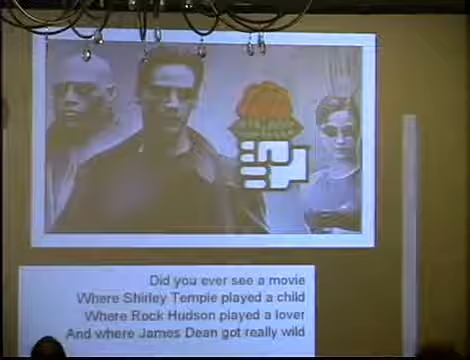 Did you ever see a movie
Where Shirley Temple played a child
Where Rock Hudson played a lover
And where James Dean got really wild